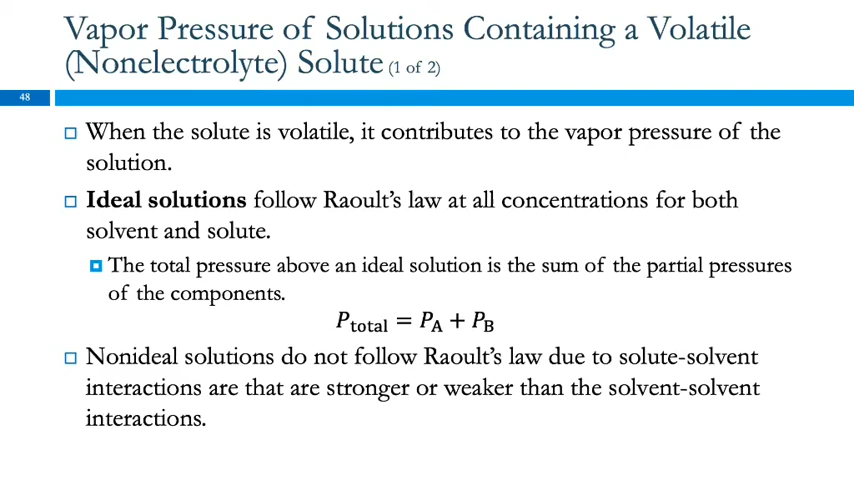 Vapor Pressure of Solutions Containing a Volatile
(Nonelectrolyte) Solute (1 of 2)
48
When the solute is volatile, it contributes to the vapor pressure of the
solution.
Ideal solutions follow Raoult’s law at all concentrations for both
solvent and solute.
The total pressure above an ideal solution is the sum of the partial pressures
of the components.
P_total = P_A + P_B
Nonideal solutions do not follow Raoult’s law due to solute-solvent
interactions are that are stronger or weaker than the solvent-solvent
interactions.